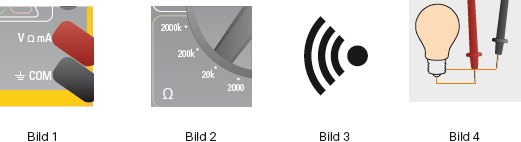 V Ω mA
⏚ COM
2000k
200k
20k
2000
Ω
Bild 1
Bild 2
Bild 3
Bild 4